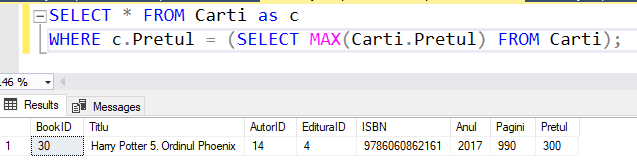 SELECT * FROM Carti as c
WHERE c.Pretul = (SELECT MAX(Carti.Pretul) FROM Carti);
146 %
Results Messages
BookID Titlu AutorID EdituraID ISBN Anul Pagini Pretul
1 30 Harry Potter 5. Ordinul Phoenix 14 4 9786060862161 2017 990 300